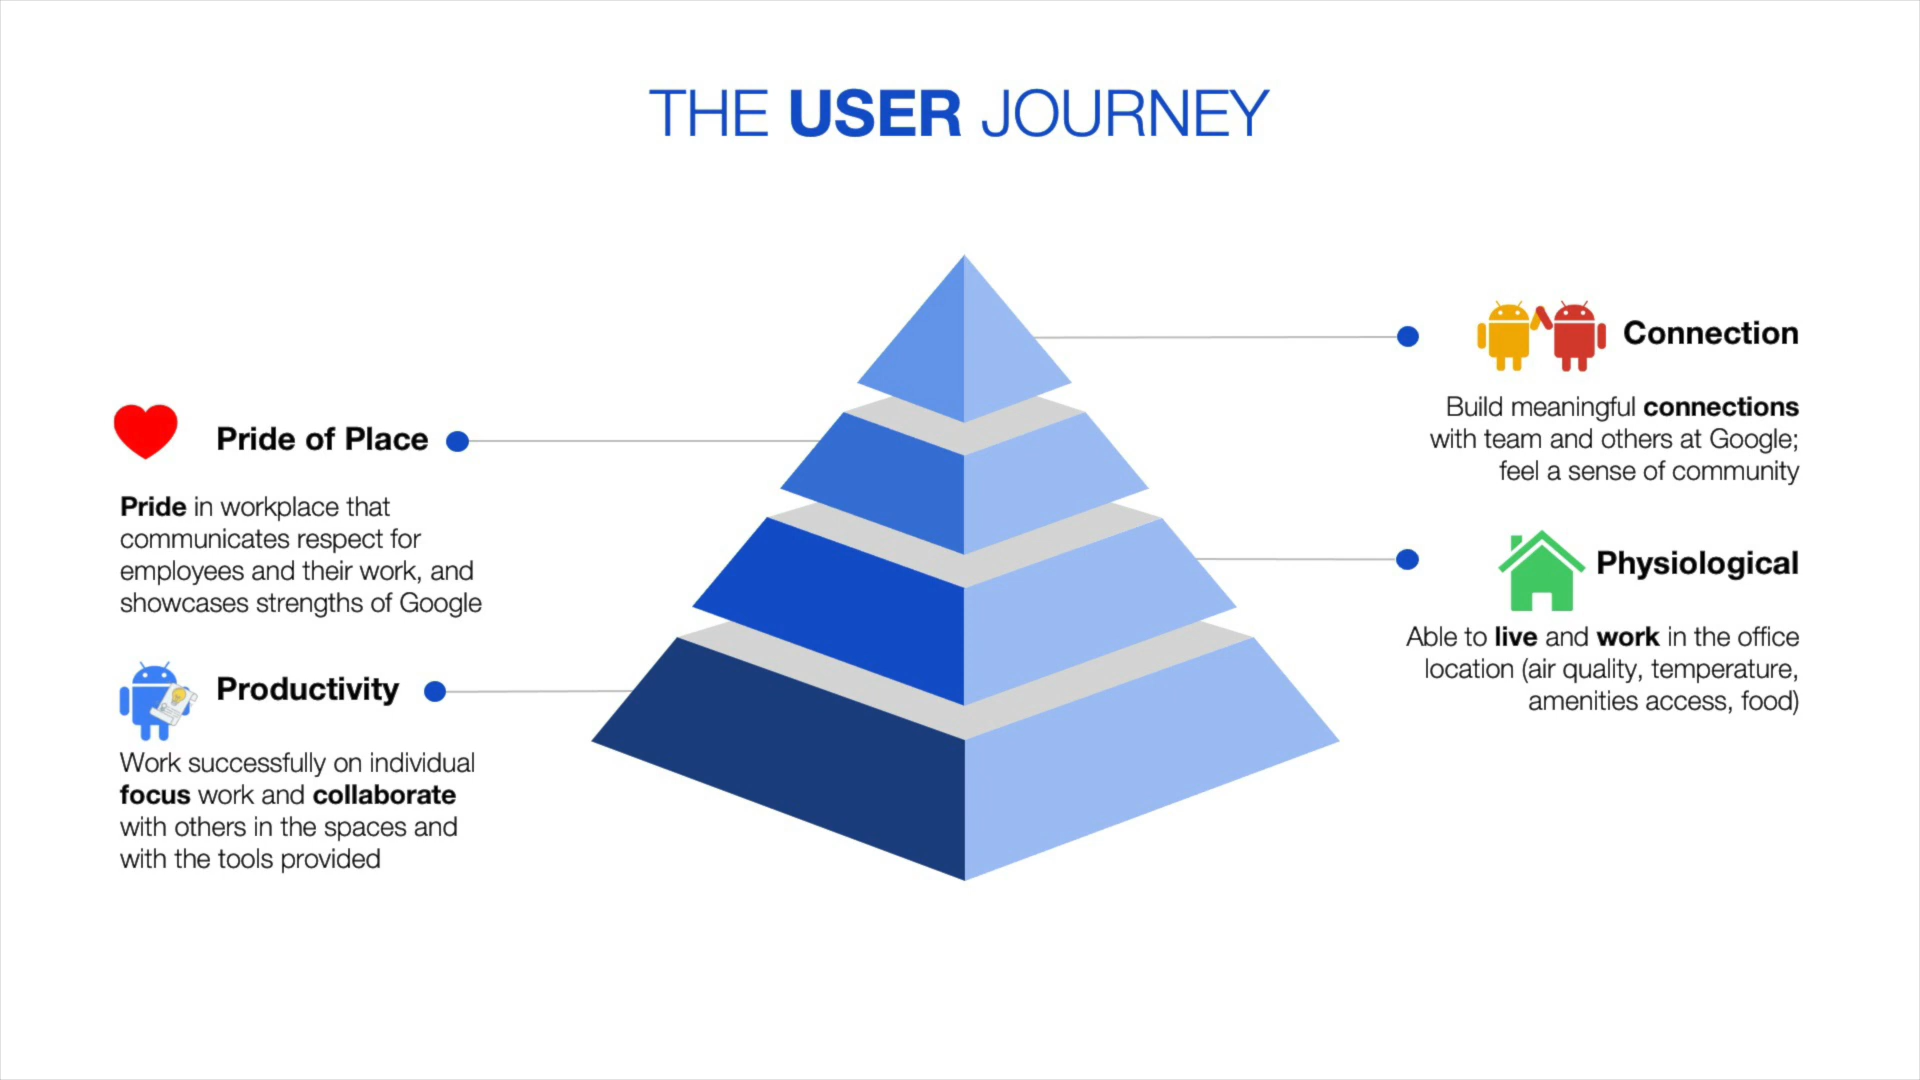 THE USER JOURNEY
Connection
Build meaningful connections
with team and others at Google;
feel a sense of community
Pride of Place
Pride in workplace that
communicates respect for
employees and their work, and
showcases strengths of Google
Physiological
Able to live and work in the office
location (air quality, temperature,
amenities access, food)
Productivity
Work successfully on individual
focus work and collaborate
with others in the spaces and
with the tools provided